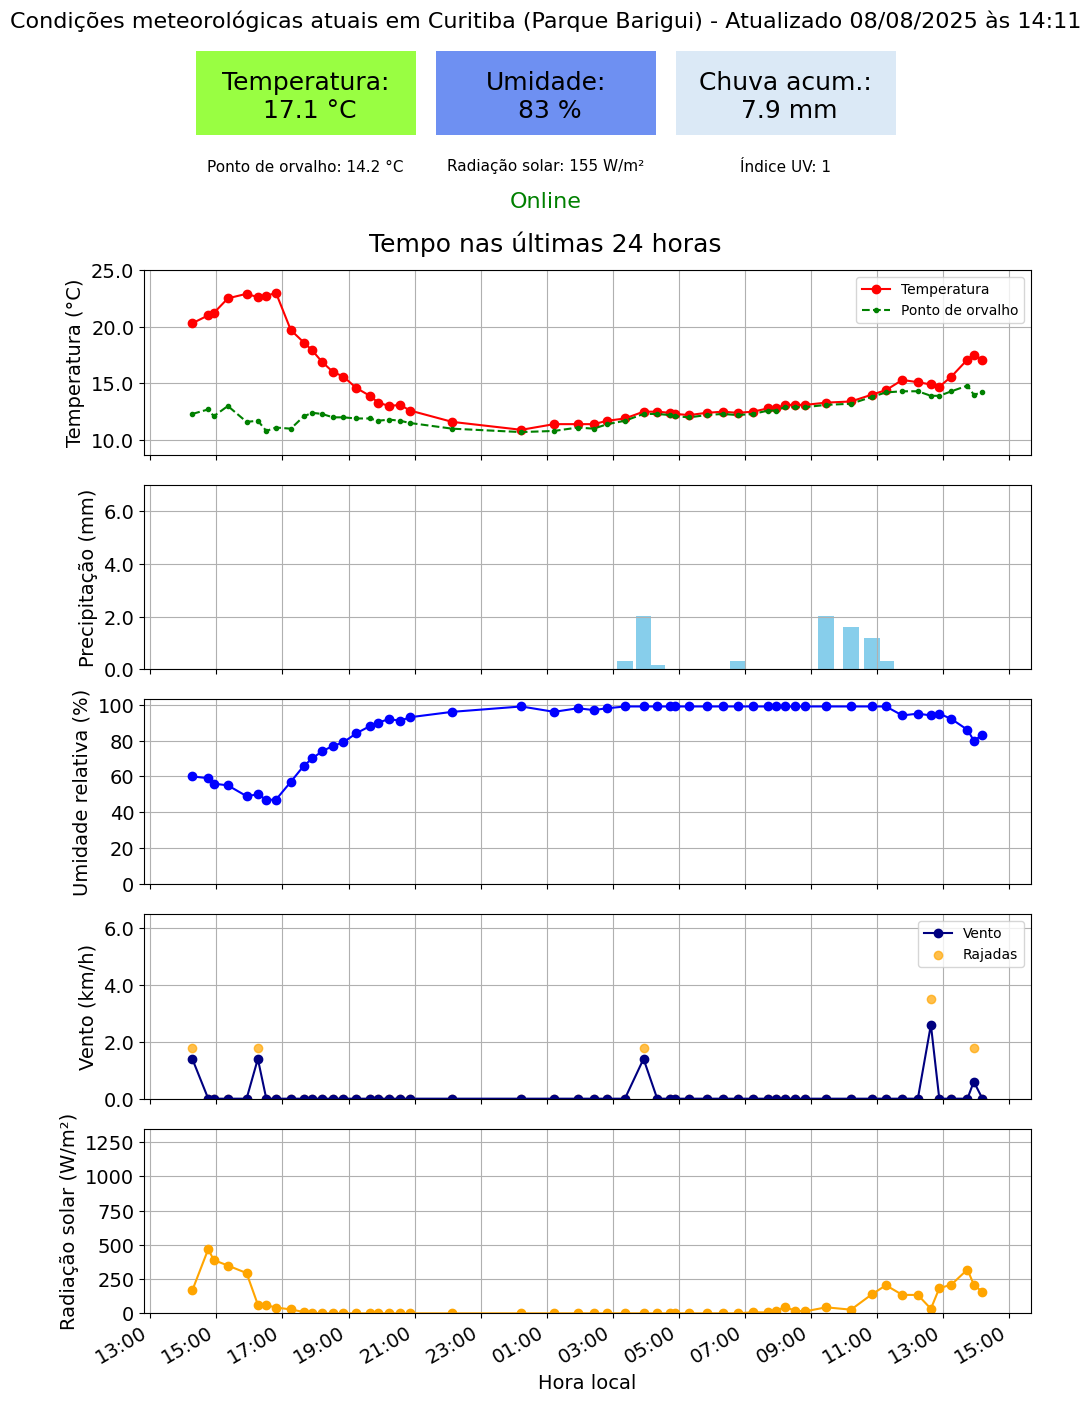 Condições meteorológicas atuais em Curitiba (Parque Barigui) - Atualizado 08/08/2025 às 14:11
Temperatura:
17.1 °C
Umidade:
83 %
Chuva acum.:
7.9 mm
Ponto de orvalho: 14.2 °C
Radiação solar: 155 W/m²
Índice UV: 1
Online
Tempo nas últimas 24 horas
Temperatura (°C)
25.0
20.0
15.0
10.0
Temperatura
Ponto de orvalho
Precipitação (mm)
6.0
4.0
2.0
0.0
Umidade relativa (%)
100
80
60
40
20
0
Vento (km/h)
6.0
4.0
2.0
0.0
Vento
Rajadas
Radiação solar (W/m²)
1250
1000
750
500
250
0
13:00
15:00
17:00
19:00
21:00
23:00
01:00
03:00
05:00
07:00
09:00
11:00
13:00
15:00
Hora local